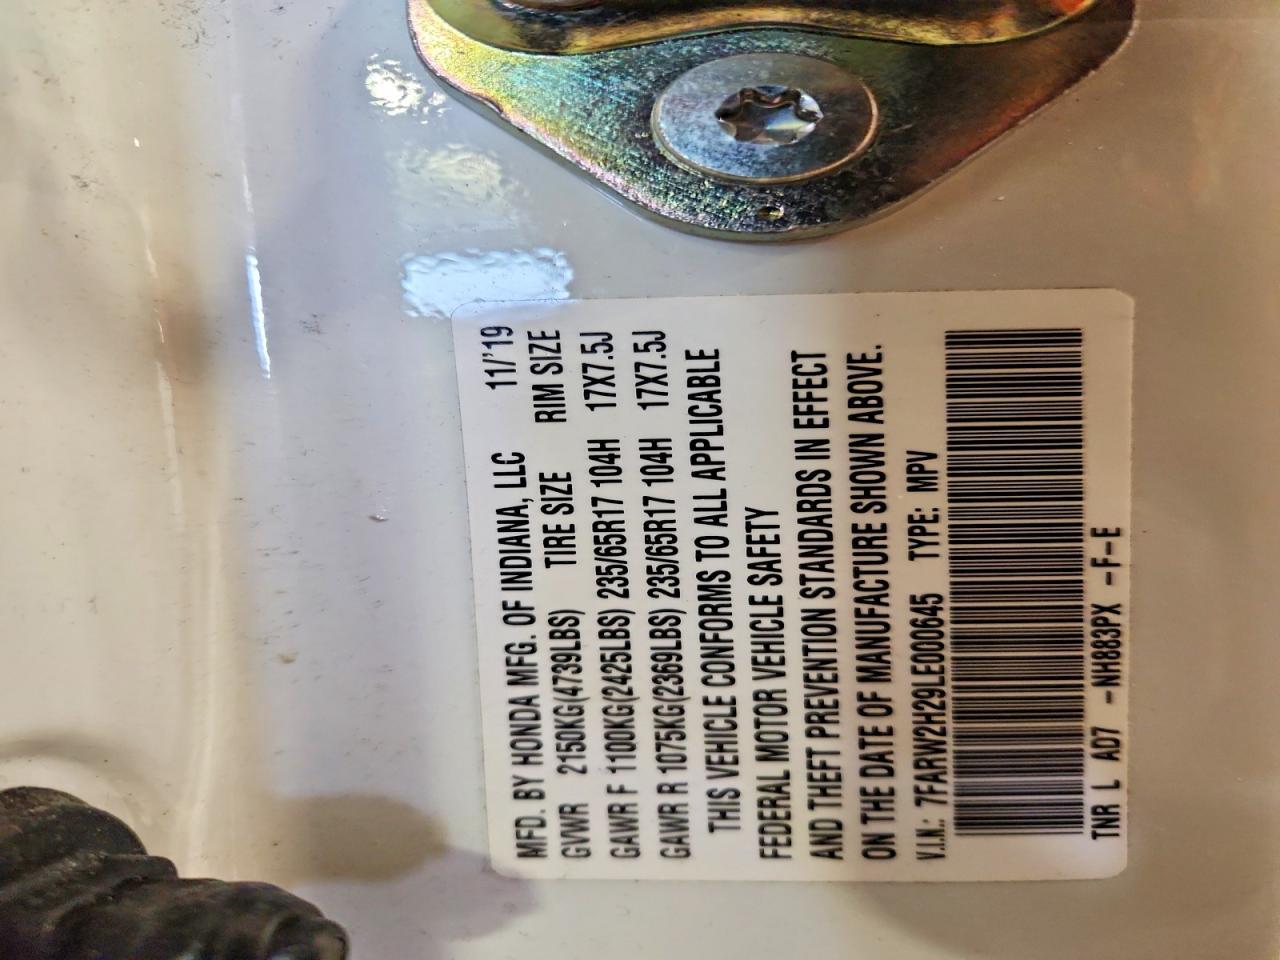 MFD. BY HONDA MFG. OF INDIANA, LLC 11/'19
GVWR 2150KG(4739LBS) TIRE SIZE RIM SIZE
GAWR F 1100KG(2425LBS) 235/65R17 104H 17X7.5J
GAWR R 1075KG(2369LBS) 235/65R17 104H 17X7.5J
THIS VEHICLE CONFORMS TO ALL APPLICABLE
FEDERAL MOTOR VEHICLE SAFETY
AND THEFT PREVENTION STANDARDS IN EFFECT
ON THE DATE OF MANUFACTURE SHOWN ABOVE.
V.I.N.: 7FARW2H29LE000645 TYPE: MPV
TNR L AD7 -NH883PX -F-E